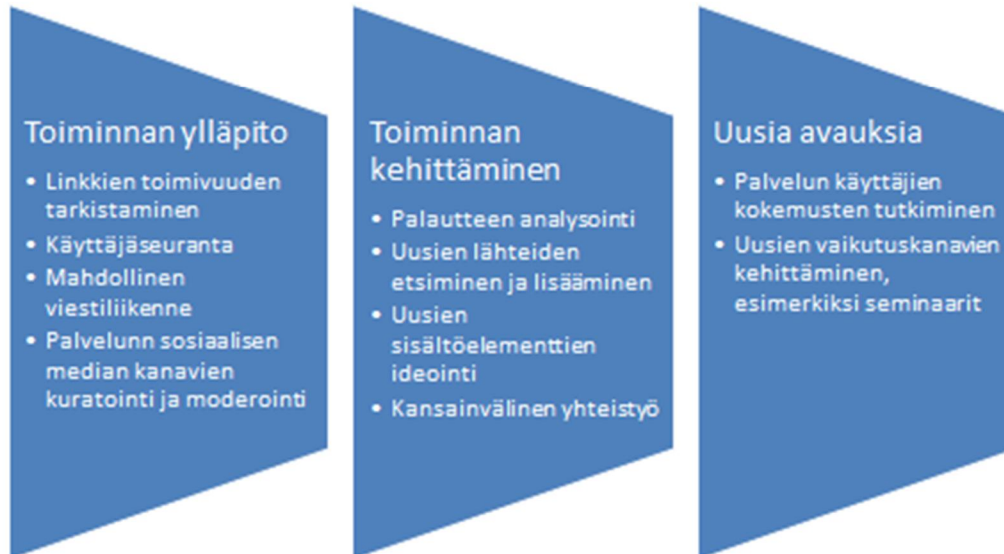 Toiminnan ylläpito
• Linkkien toimivuuden
tarkistaminen
• Käyttäjäseuranta
• Mahdollinen
viestiliikenne
• Palvelunn sosiaalisen
median kanavien
kuratointi ja moderointi
Toiminnan
kehittäminen
• Palautteen analysointi
• Uusien lähteiden
etsiminen ja lisääminen
• Uusien
sisältöelementtien
ideointi
• Kansainvälinen yhteistyö
Uusia avauksia
• Palvelun käyttäjien
kokemusten tutkiminen
• Uusien vaikutuskanavien
kehittäminen,
esimerkiksi seminaarit